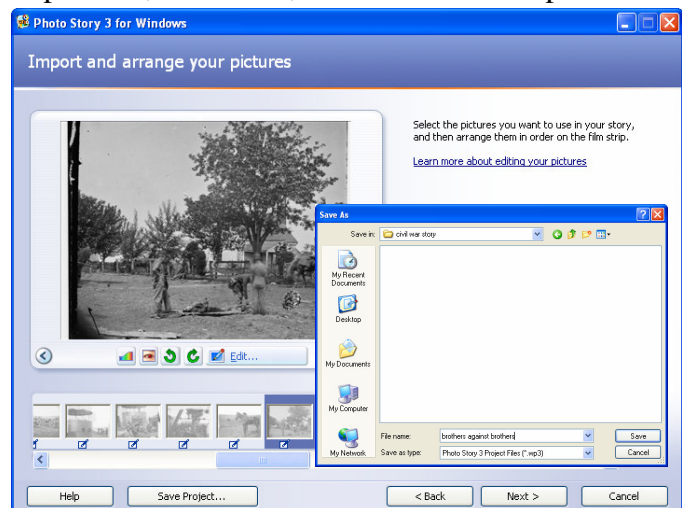 Photo Story 3 for Windows
Import and arrange your pictures
Select the pictures you want to use in your story,
and then arrange them in order on the film strip.
Learn more about editing your pictures
Edit...
Save As
Save in:
civil war story
My Recent
Documents
Desktop
My Documents
My Computer
My Network
File name:
brothers against brothers
Save
Save as type:
Photo Story 3 Project Files (*.wp3)
Cancel
Help
Save Project...
< Back
Next >
Cancel